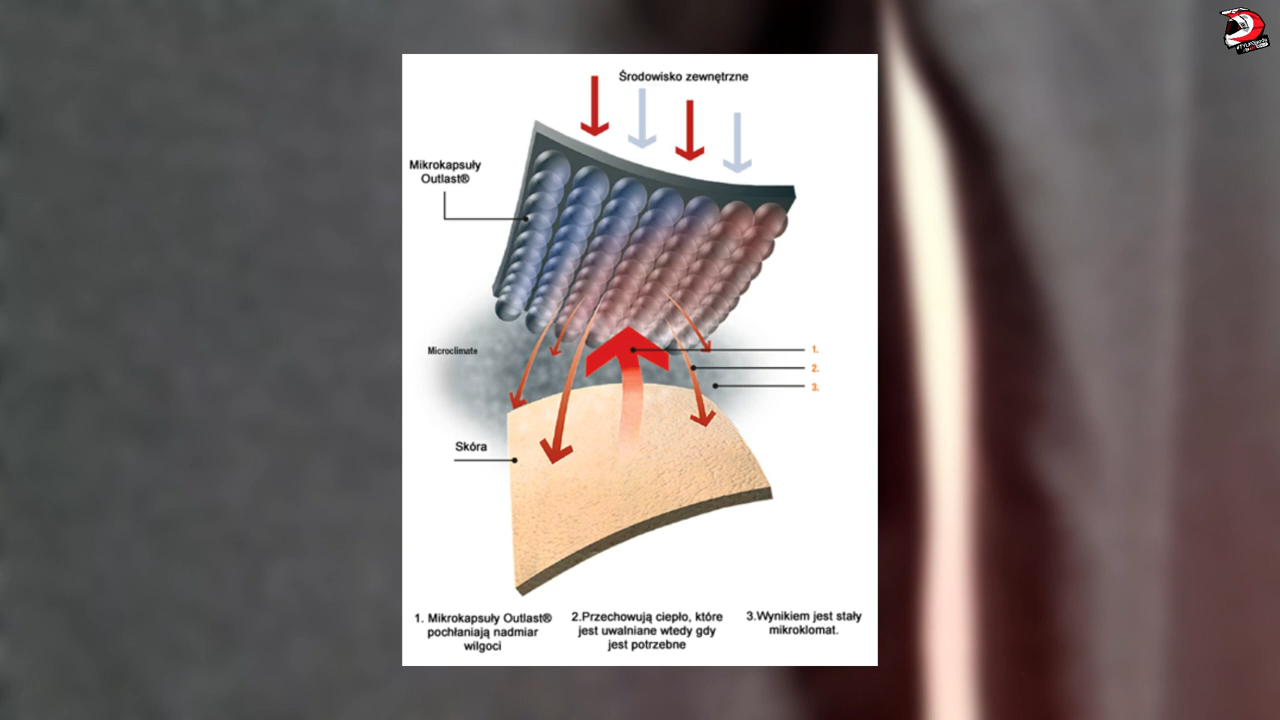 Środowisko zewnętrzne
Mikrokapsuły
Outlast®
1.
Microclimate
2.
3.
Skóra
1. Mikrokapsuły Outlast®
pochłaniają nadmiar
wilgoci
2.Przechowują ciepło, które
jest uwalniane wtedy gdy
jest potrzebne
3.Wynikiem jest stały
mikroklomat.